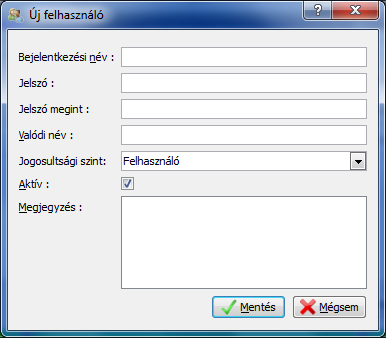 Új felhasználó
Bejelentkezési név :
Jelszó :
Jelszó megint :
Valódi név :
Jogosultsági szint: Felhasználó
Aktív :
Megjegyzés :
Mentés Mégsem